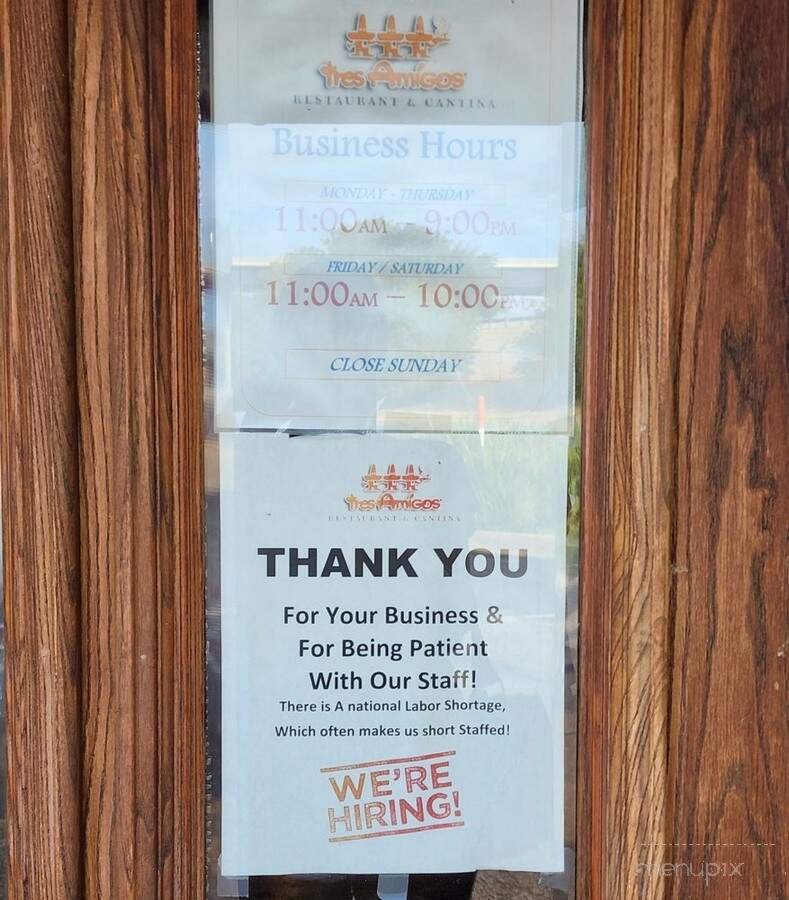 Tres Amigos
RESTAURANT & CANTINA
Business Hours
MONDAY - THURSDAY
11:00AM - 9:00PM
FRIDAY / SATURDAY
11:00AM – 10:00PM
CLOSE SUNDAY
Tres Amigos
RESTAURANT & CANTINA
THANK YOU
For Your Business &
For Being Patient
With Our Staff!
There is A national Labor Shortage,
Which often makes us short Staffed!
WE'RE
HIRING!
menupix